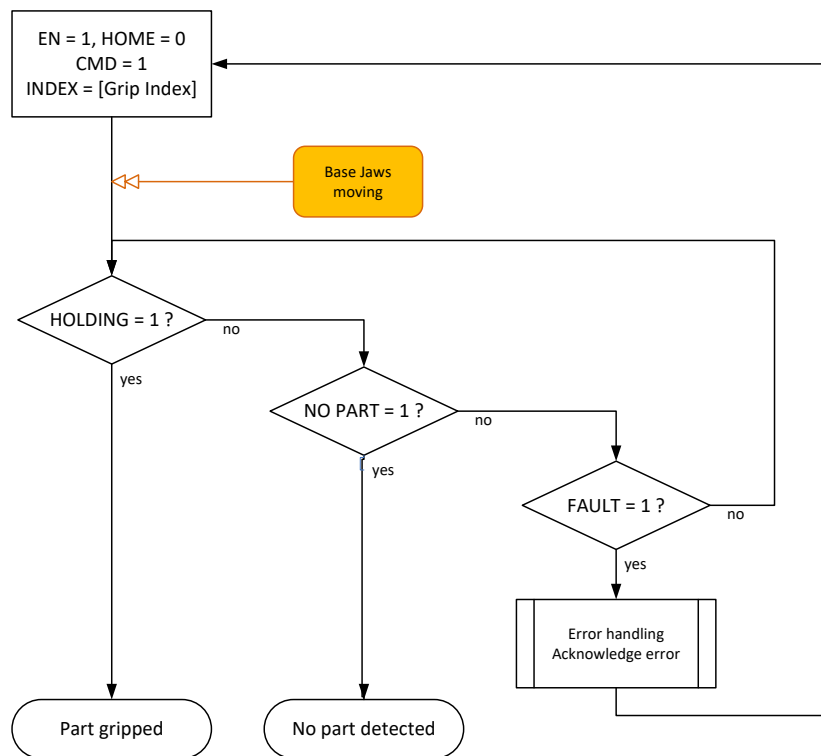 EN = 1, HOME = 0
CMD = 1
INDEX = [Grip Index]
Base Jaws
moving
HOLDING = 1 ?
no
yes
NO PART = 1 ?
no
yes
FAULT = 1 ?
no
yes
Error handling
Acknowledge error
Part gripped
No part detected